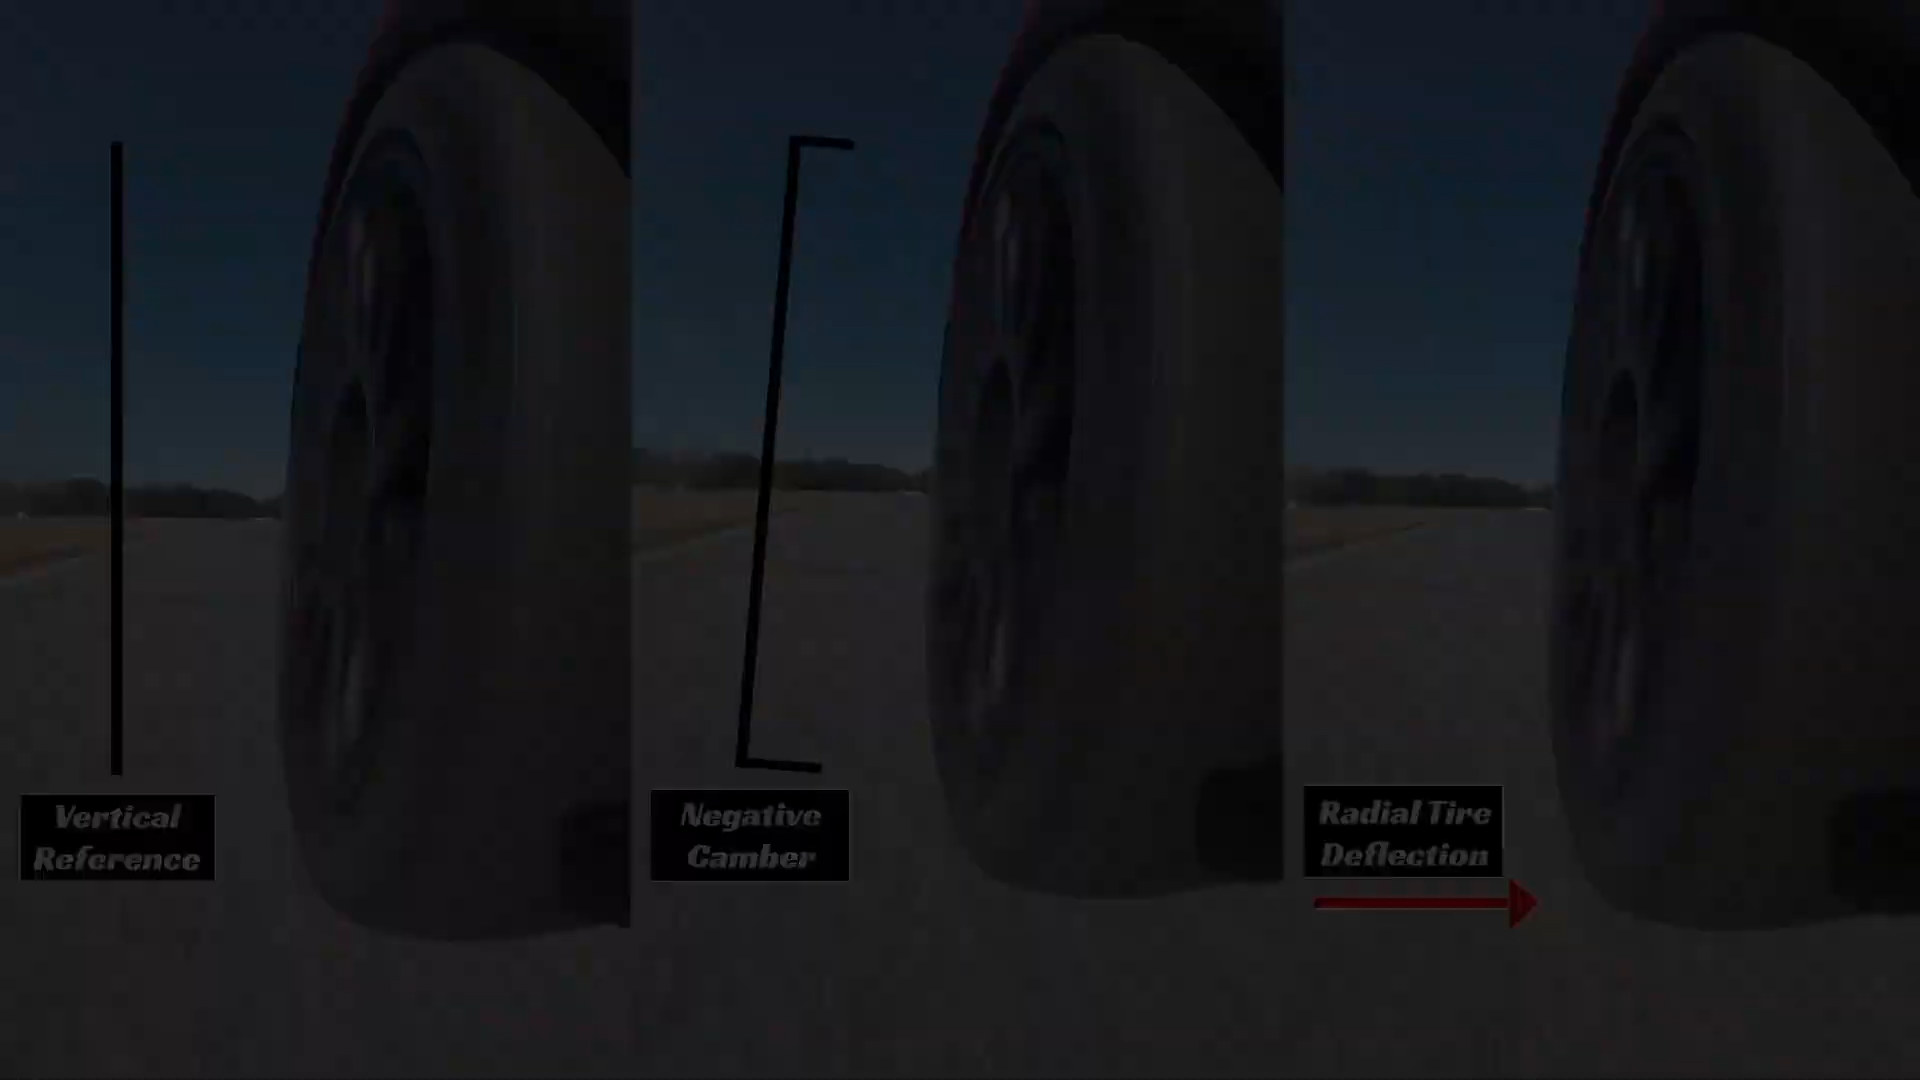 Vertical
Reference
Negative
Camber
Radial Tire
Deflection